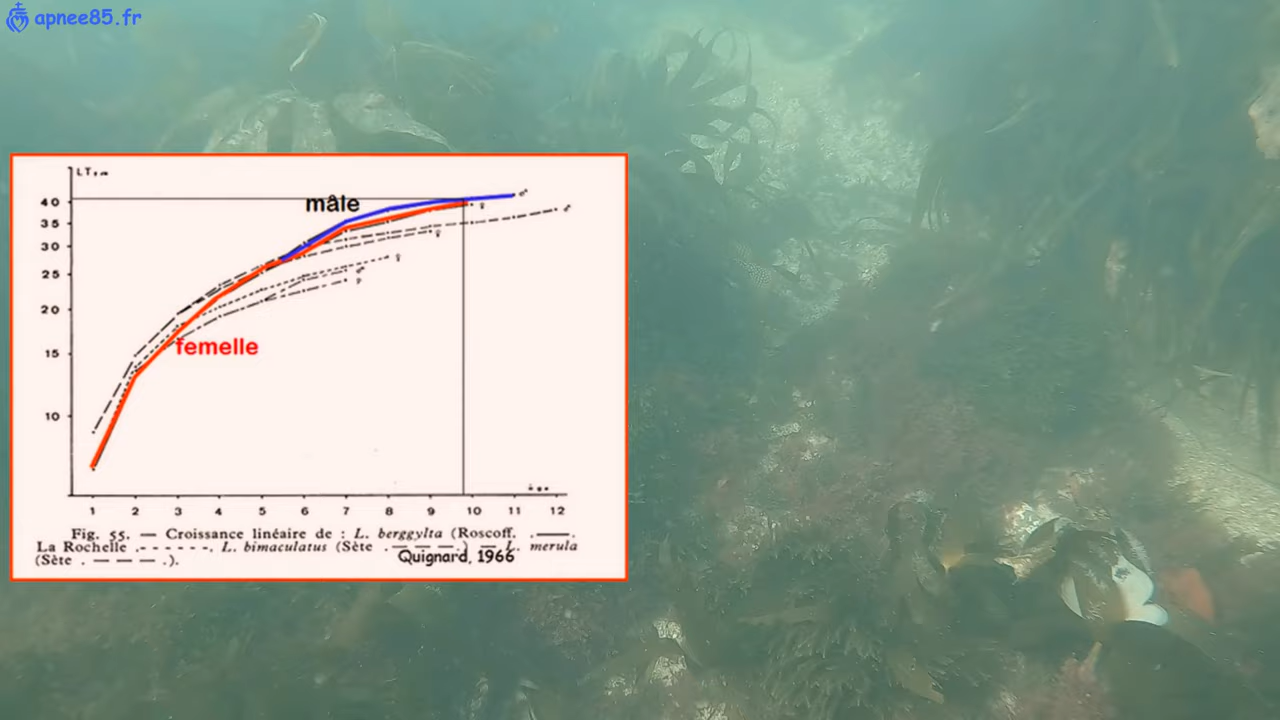 apnee85.fr
LT.cm
mâle
40
35
30
25
20
15
10
femelle
1 2 3 4 5 6 7 8 9 10 11 12
Fig. 55. — Croissance linéaire de : L. berggylta (Roscoff.
La Rochelle L. bimaculatus (Sète .) — L. merula
(Sète .).
Quignard, 1966